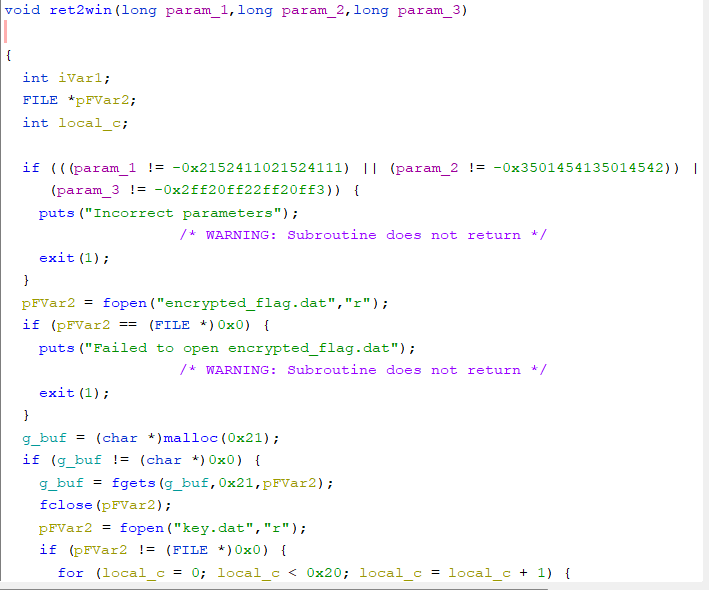 void ret2win(long param_1,long param_2,long param_3)
{
int iVar1;
FILE *pFVar2;
int local_c;
if (((param_1 != -0x2152411021524111) || (param_2 != -0x3501454135014542)) |
(param_3 != -0x2ff20ff22ff20ff3)) {
puts("Incorrect parameters");
/* WARNING: Subroutine does not return */
exit(1);
}
pFVar2 = fopen("encrypted_flag.dat","r");
if (pFVar2 == (FILE *)0x0) {
puts("Failed to open encrypted_flag.dat");
/* WARNING: Subroutine does not return */
exit(1);
}
g_buf = (char *)malloc(0x21);
if (g_buf != (char *)0x0) {
g_buf = fgets(g_buf,0x21,pFVar2);
fclose(pFVar2);
pFVar2 = fopen("key.dat","r");
if (pFVar2 != (FILE *)0x0) {
for (local_c = 0; local_c < 0x20; local_c = local_c + 1) {